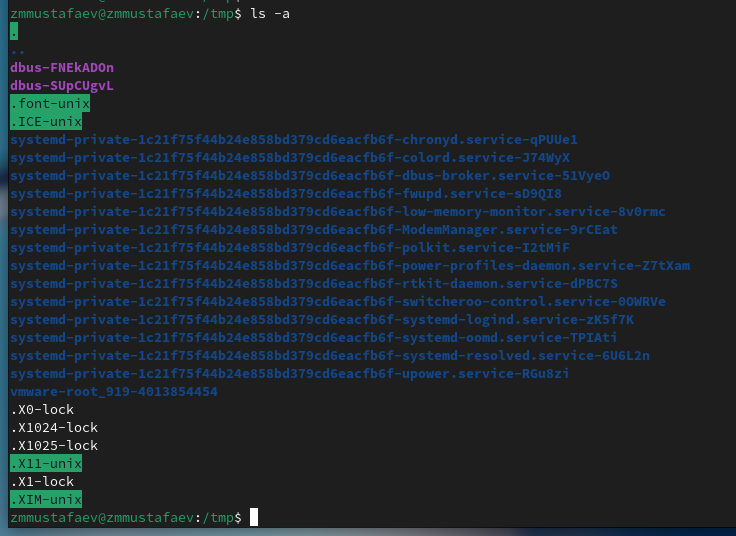 zmmustafaev@zmmustafaev:/tmp$ ls -a
.
..
dbus-FNEkADOn
dbus-SUpCUgvL
.font-unix
.ICE-unix
systemd-private-1c21f75f44b24e858bd379cd6eacfb6f-chronyd.service-qPUUe1
systemd-private-1c21f75f44b24e858bd379cd6eacfb6f-colord.service-J74WyX
systemd-private-1c21f75f44b24e858bd379cd6eacfb6f-dbus-broker.service-51VyeO
systemd-private-1c21f75f44b24e858bd379cd6eacfb6f-fwupd.service-sD9QI8
systemd-private-1c21f75f44b24e858bd379cd6eacfb6f-low-memory-monitor.service-8v0rmc
systemd-private-1c21f75f44b24e858bd379cd6eacfb6f-ModemManager.service-9rCEat
systemd-private-1c21f75f44b24e858bd379cd6eacfb6f-polkit.service-I2tMiF
systemd-private-1c21f75f44b24e858bd379cd6eacfb6f-power-profiles-daemon.service-Z7tXam
systemd-private-1c21f75f44b24e858bd379cd6eacfb6f-rtkit-daemon.service-dPBC7S
systemd-private-1c21f75f44b24e858bd379cd6eacfb6f-switcheroo-control.service-0OWRVe
systemd-private-1c21f75f44b24e858bd379cd6eacfb6f-systemd-logind.service-zK5f7K
systemd-private-1c21f75f44b24e858bd379cd6eacfb6f-systemd-oomd.service-TPIAti
systemd-private-1c21f75f44b24e858bd379cd6eacfb6f-systemd-resolved.service-6U6L2n
systemd-private-1c21f75f44b24e858bd379cd6eacfb6f-upower.service-RGu8zi
vmware-root_919-4013854454
.X0-lock
.X1024-lock
.X1025-lock
.X11-unix
.X1-lock
.XIM-unix
zmmustafaev@zmmustafaev:/tmp$